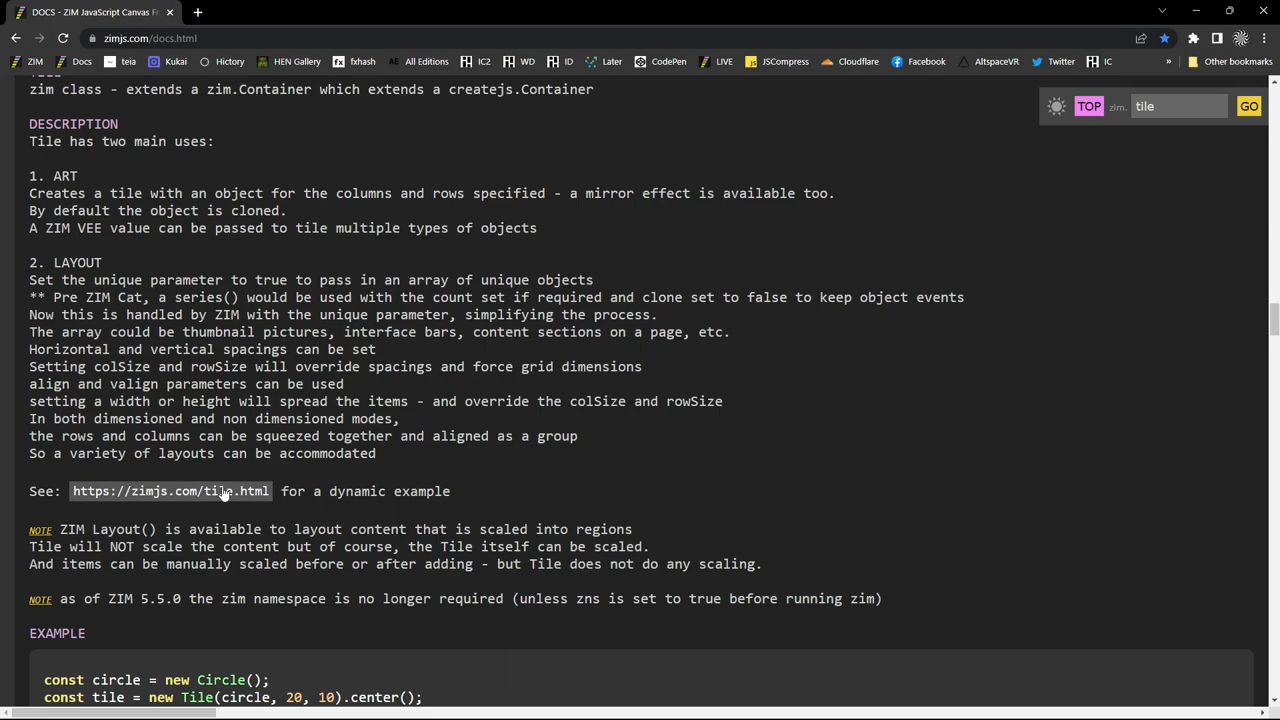 DOCS - ZIM JavaScript Canvas Fr
zimjs.com/docs.html
ZIM
Docs
teia
Kukai
Hictory
HEN Gallery
fxhash
All Editions
IC2
WD
ID
Later
CodePen
LIVE
JSCompress
Cloudflare
Facebook
AltspaceVR
Twitter
IC
»
Other bookmarks
zim class - extends a zim.Container which extends a createjs.Container
TOP zim. tile GO
DESCRIPTION
Tile has two main uses:
1. ART
Creates a tile with an object for the columns and rows specified - a mirror effect is available too.
By default the object is cloned.
A ZIM VEE value can be passed to tile multiple types of objects
2. LAYOUT
Set the unique parameter to true to pass in an array of unique objects
** Pre ZIM Cat, a series() would be used with the count set if required and clone set to false to keep object events
Now this is handled by ZIM with the unique parameter, simplifying the process.
The array could be thumbnail pictures, interface bars, content sections on a page, etc.
Horizontal and vertical spacings can be set
Setting colSize and rowSize will override spacings and force grid dimensions
align and valign parameters can be used
setting a width or height will spread the items - and override the colSize and rowSize
In both dimensioned and non dimensioned modes,
the rows and columns can be squeezed together and aligned as a group
So a variety of layouts can be accommodated
See: https://zimjs.com/tile.html for a dynamic example
NOTE ZIM Layout() is available to layout content that is scaled into regions
Tile will NOT scale the content but of course, the Tile itself can be scaled.
And items can be manually scaled before or after adding - but Tile does not do any scaling.
NOTE as of ZIM 5.5.0 the zim namespace is no longer required (unless zns is set to true before running zim)
EXAMPLE
const circle = new Circle();
const tile = new Tile(circle, 20, 10).center();